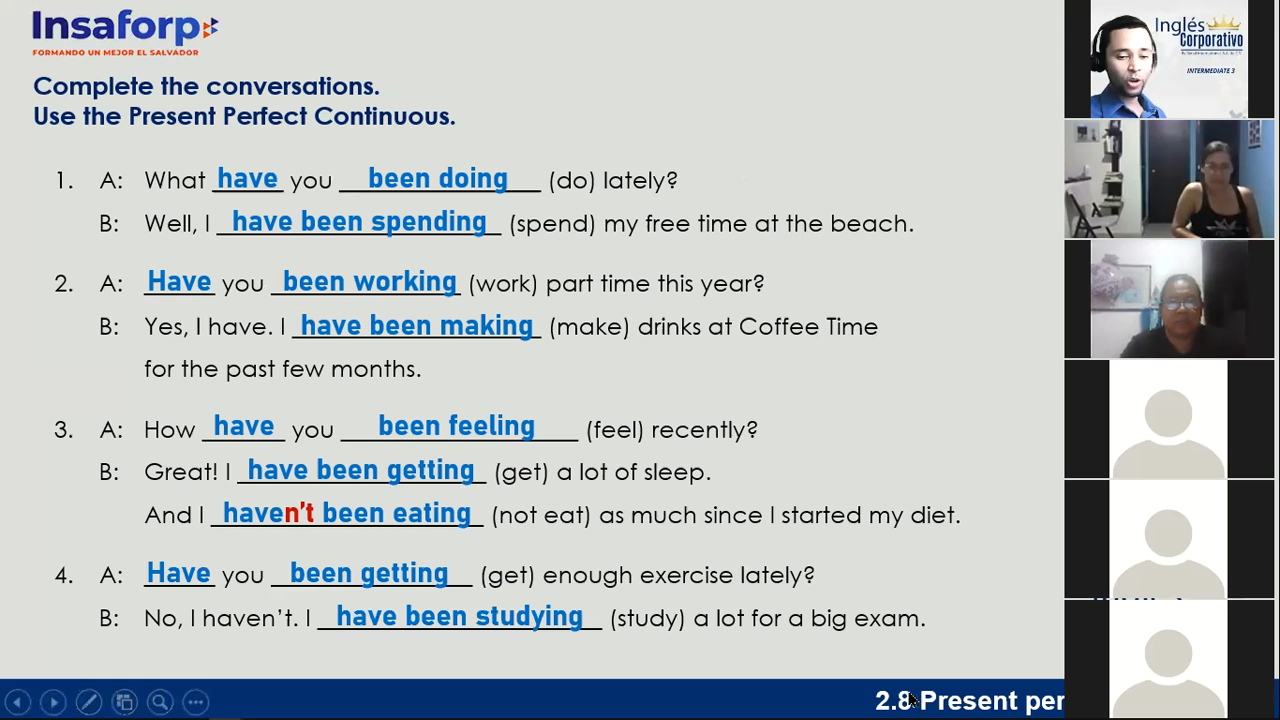 Insaforp
FORMANDO UN MEJOR EL SALVADOR
Complete the conversations.
Use the Present Perfect Continuous.
1. A: What have you been doing (do) lately?
B: Well, I have been spending (spend) my free time at the beach.
2. A: Have you been working (work) part time this year?
B: Yes, I have. I have been making (make) drinks at Coffee Time
for the past few months.
3. A: How have you been feeling (feel) recently?
B: Great! I have been getting (get) a lot of sleep.
And I haven't been eating (not eat) as much since I started my diet.
4. A: Have you been getting (get) enough exercise lately?
B: No, I haven't. I have been studying (study) a lot for a big exam.
2.8 Present per
Inglés
Corporativo
INTERMEDIATE 3